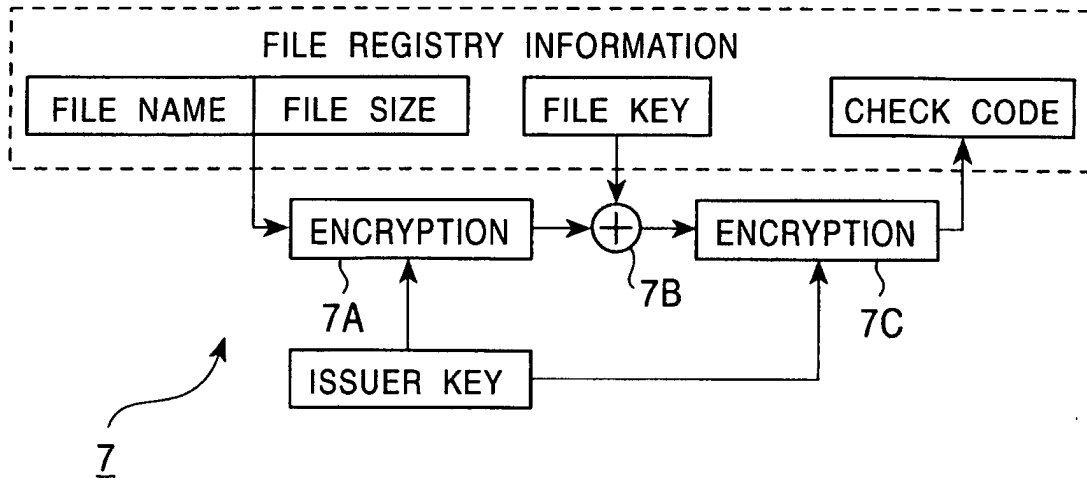 FILE REGISTRY INFORMATION
FILE NAME
FILE SIZE
FILE KEY
CHECK CODE
ENCRYPTION
ENCRYPTION
7A
7B
7C
ISSUER KEY
7